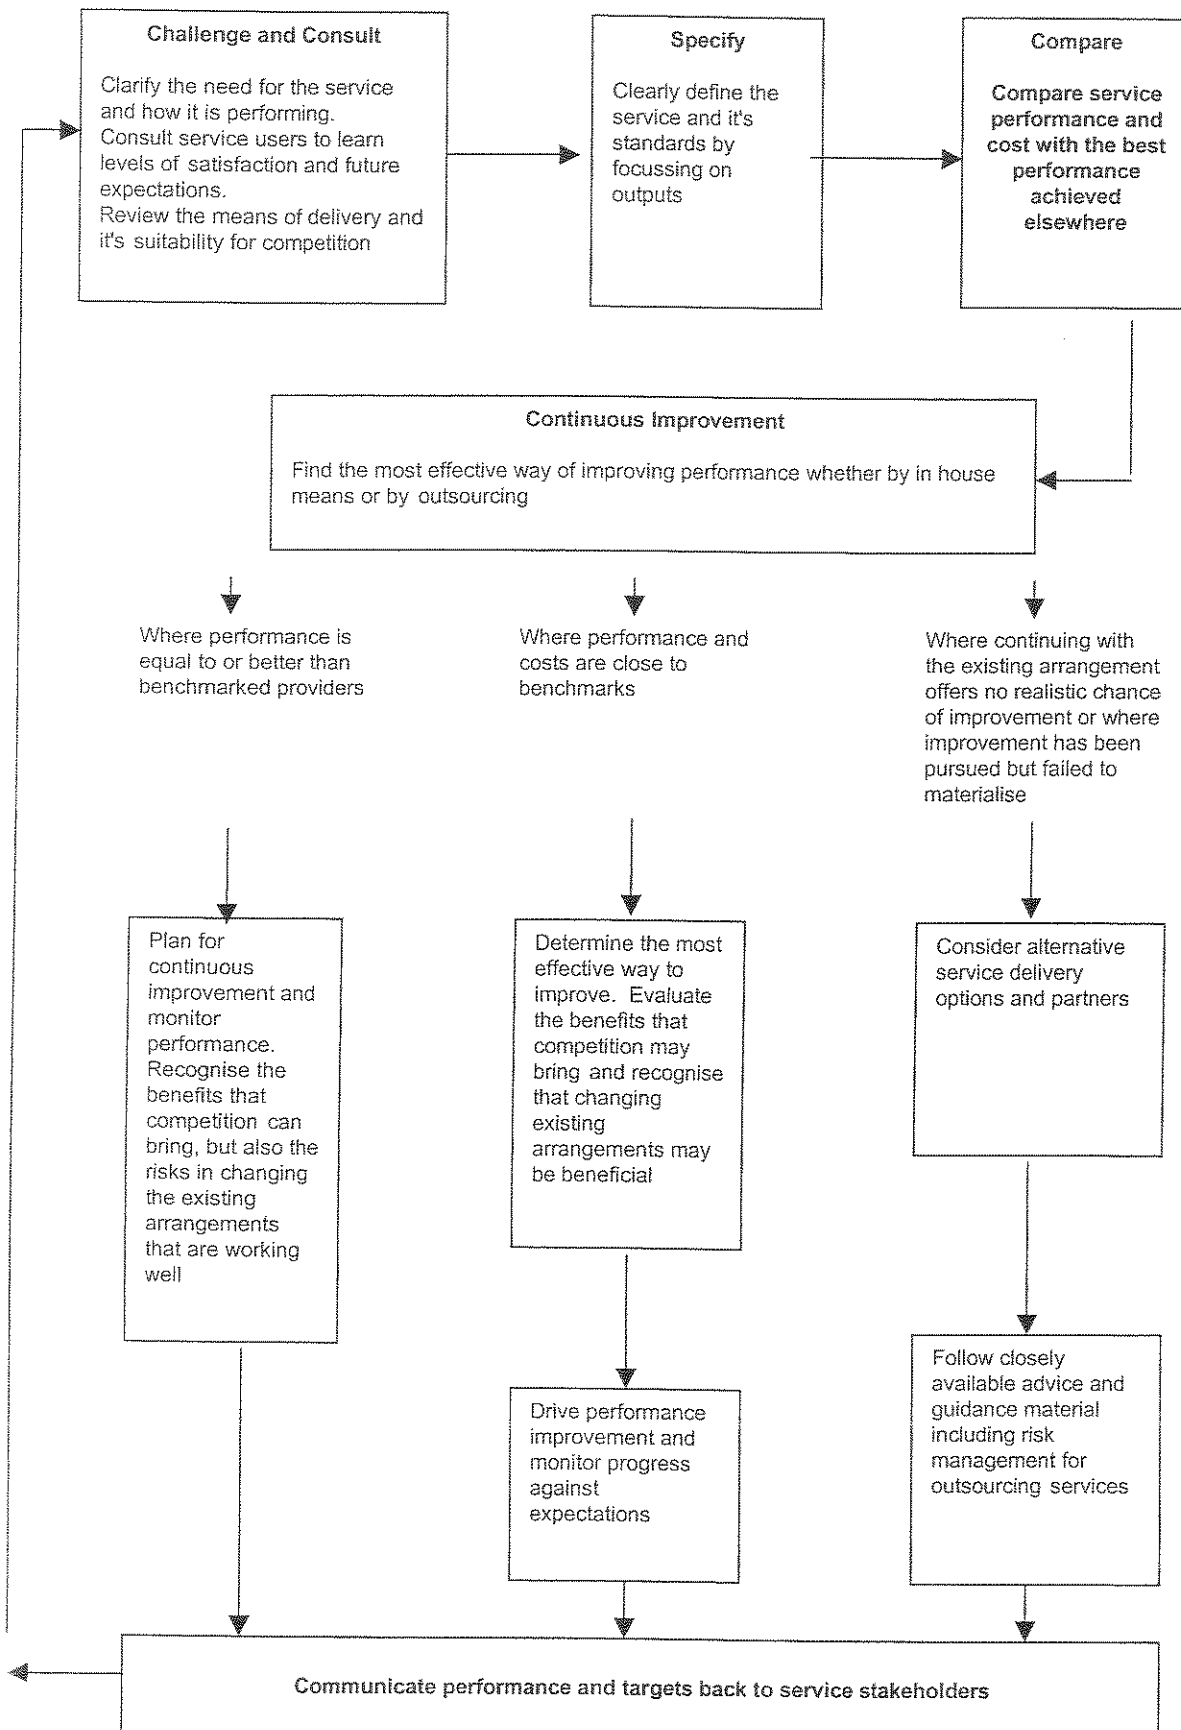 Challenge and Consult
Clarify the need for the service
and how it is performing.
Consult service users to learn
levels of satisfaction and future
expectations.
Review the means of delivery and
it's suitability for competition
Specify
Clearly define the
service and it's
standards by
focussing on
outputs
Compare
Compare service
performance and
cost with the best
performance
achieved
elsewhere
Continuous Improvement
Find the most effective way of improving performance whether by in house
means or by outsourcing
Where performance is
equal to or better than
benchmarked providers
Where performance and
costs are close to
benchmarks
Where continuing with
the existing arrangement
offers no realistic chance
of improvement or where
improvement has been
pursued but failed to
materialise
Plan for
continuous
improvement and
monitor
performance.
Recognise the
benefits that
competition can
bring, but also the
risks in changing
the existing
arrangements
that are working
well
Determine the most
effective way to
improve. Evaluate
the benefits that
competition may
bring and recognise
that changing
existing
arrangements may
be beneficial
Consider alternative
service delivery
options and partners
Drive performance
improvement and
monitor progress
against
expectations
Follow closely
available advice and
guidance material
including risk
management for
outsourcing services
Communicate performance and targets back to service stakeholders